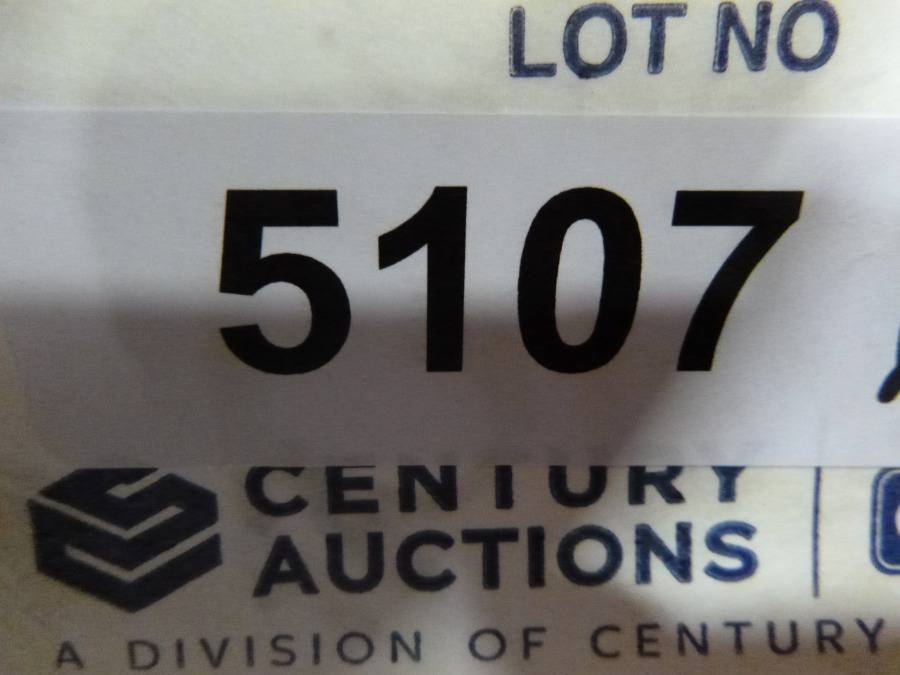 LOT NO
5107
CENTURY
AUCTIONS
A DIVISION OF CENTURY